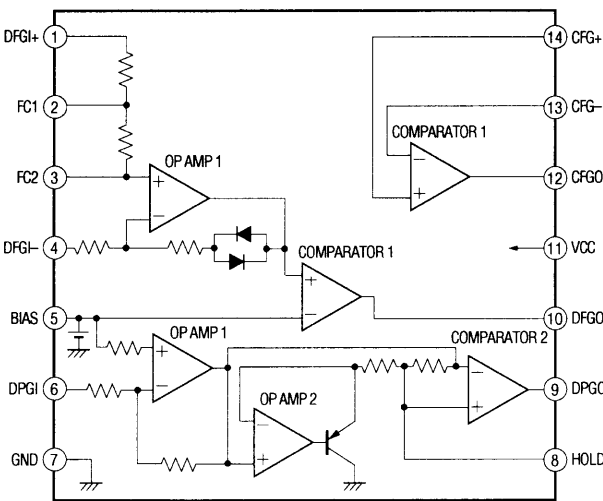 DFGI+ 1
14 CFG+
FC1 2
13 CFG−
COMPARATOR 1
FC2 3
OP AMP 1
+
−
−
+
12 CFGO
DFGI− 4
COMPARATOR 1
11 VCC
+
−
BIAS 5
10 DFGO
OP AMP 1
COMPARATOR 2
+
−
DPGI 6
OP AMP 2
−
+
9 DPGO
−
+
GND 7
8 HOLD